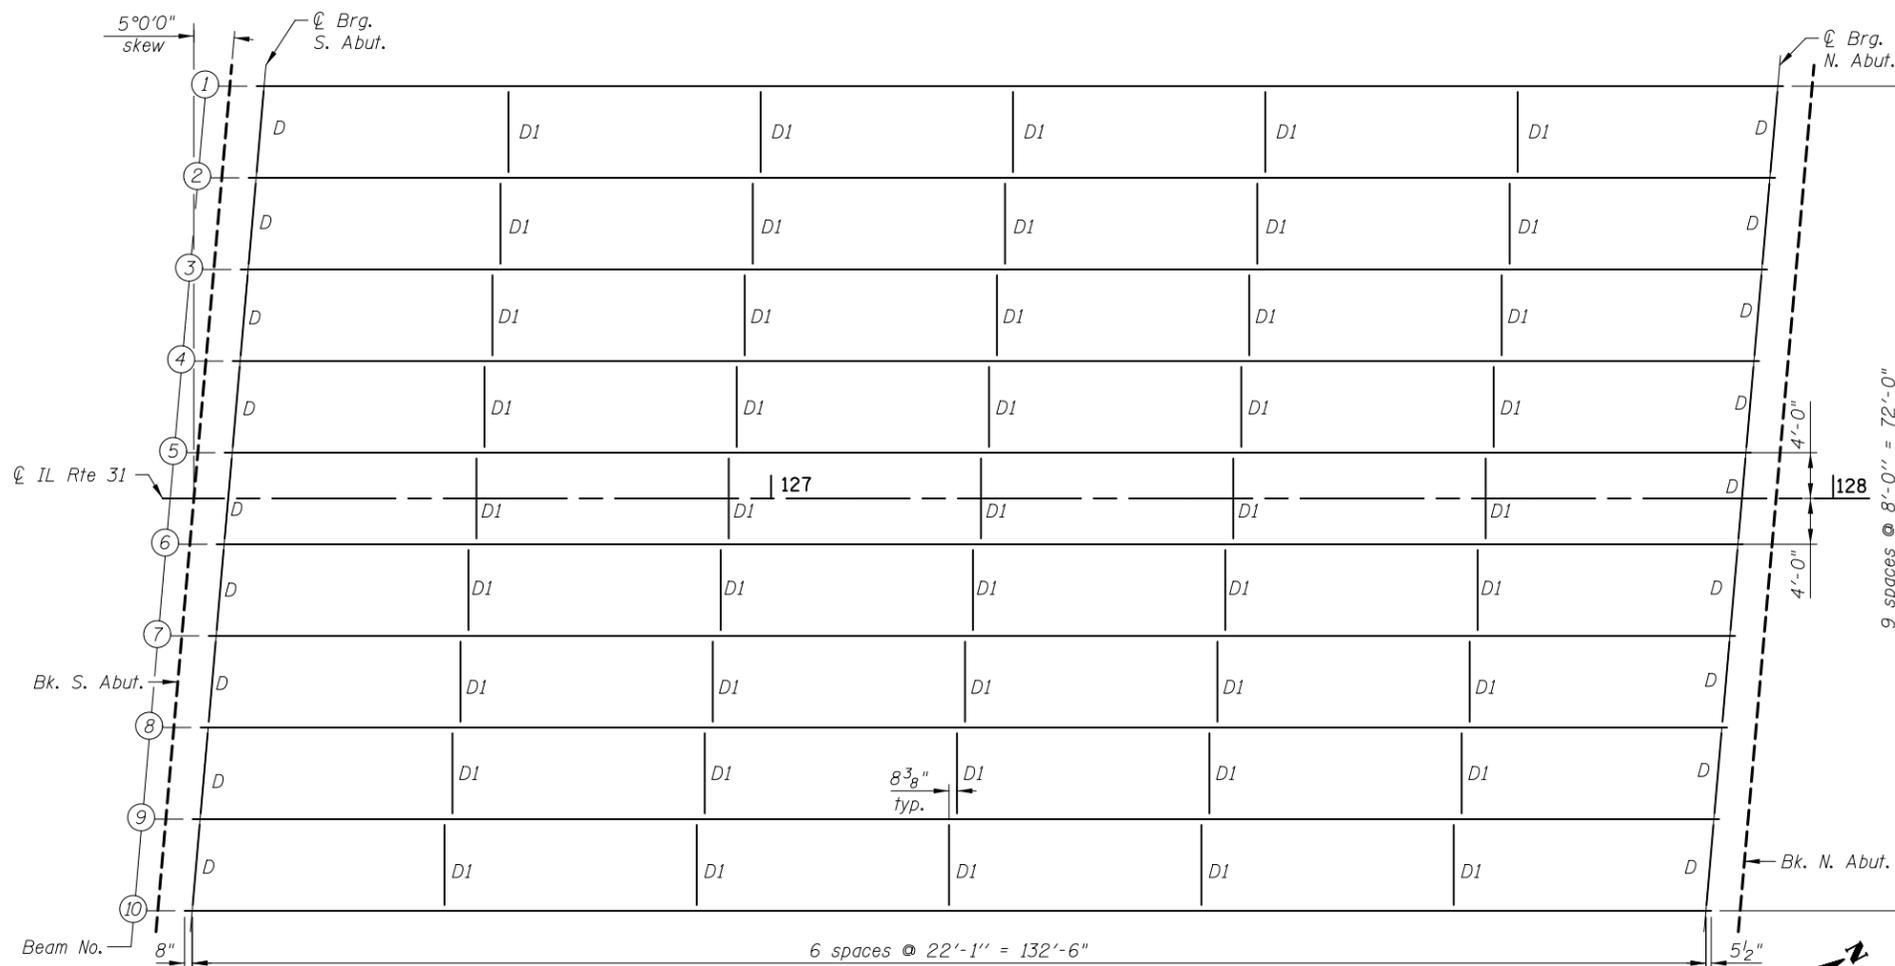 5°0'0"
skew
℄ Brg.
S. Abut.
℄ Brg.
N. Abut.
1
D
D1
D1
D1
D1
D1
D
2
D
D1
D1
D1
D1
D1
D
3
D
D1
D1
D1
D1
D1
D
4
D
D1
D1
D1
D1
D1
D
5
℄ IL Rte 31
127
128
4'-0"
4'-0"
9 spaces @ 8'-0" = 72'-0"
D
D1
D1
D1
D1
D1
D
6
D
D1
D1
D1
D1
D1
D
7
Bk. S. Abut.
D
D1
D1
D1
D1
D1
D
8
D
D1
D1
8 3/8"
typ.
D1
D1
D1
D
9
D
D1
D1
D1
D1
D1
D
Bk. N. Abut.
10
Beam No.
8"
6 spaces @ 22'-1" = 132'-6"
5 1/2"
N